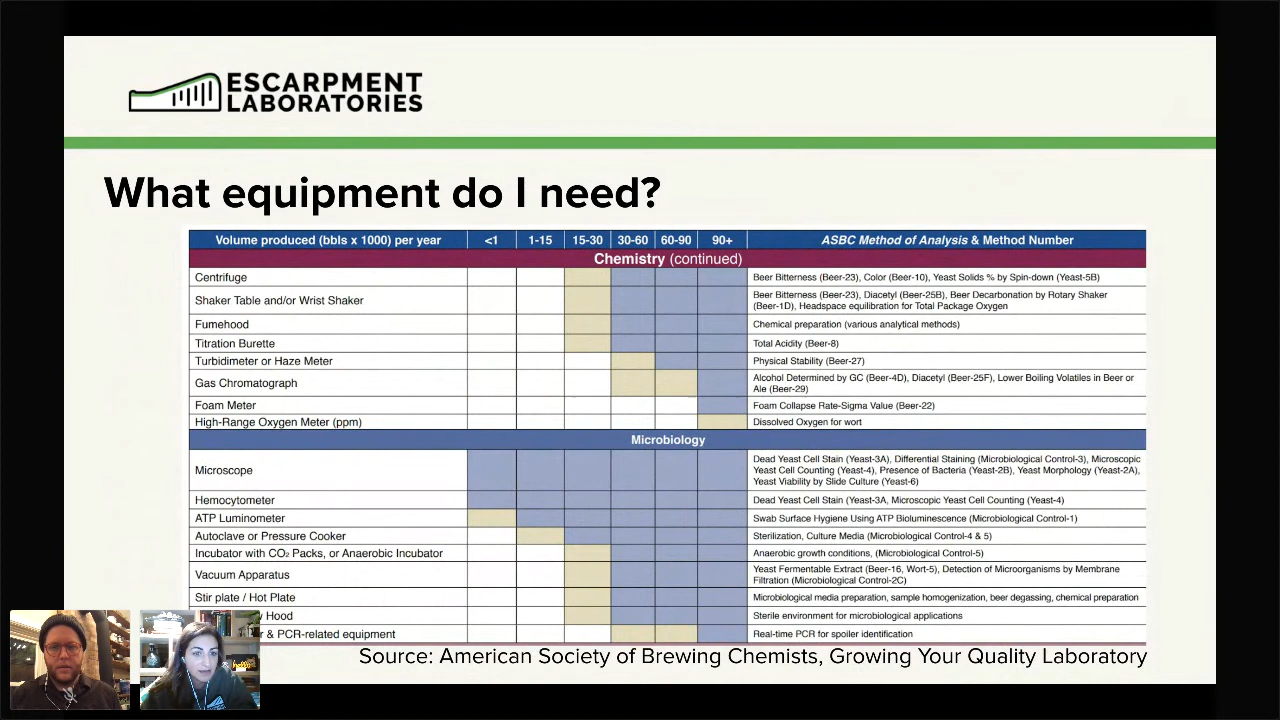 ESCARPMENT
LABORATORIES
What equipment do I need?
Volume produced (bbls x 1000) per year <1 1-15 15-30 30-60 60-90 90+ ASBC Method of Analysis & Method Number
Chemistry (continued)
Centrifuge Beer Bitterness (Beer-23), Color (Beer-10), Yeast Solids % by Spin-down (Yeast-5B)
Shaker Table and/or Wrist Shaker Beer Bitterness (Beer-23), Diacetyl (Beer-25B), Beer Decarbonation by Rotary Shaker
(Beer-1D), Headspace equilibration for Total Package Oxygen
Fumehood Chemical preparation (various analytical methods)
Titration Burette Total Acidity (Beer-8)
Turbidimeter or Haze Meter Physical Stability (Beer-27)
Gas Chromatograph Alcohol Determined by GC (Beer-4D), Diacetyl (Beer-25F), Lower Boiling Volatiles in Beer or
Ale (Beer-29)
Foam Meter Foam Collapse Rate-Sigma Value (Beer-22)
High-Range Oxygen Meter (ppm) Dissolved Oxygen for wort
Microbiology
Microscope Dead Yeast Cell Stain (Yeast-3A), Differential Staining (Microbiological Control-3), Microscopic
Yeast Cell Counting (Yeast-4), Presence of Bacteria (Yeast-2B), Yeast Morphology (Yeast-2A),
Yeast Viability by Slide Culture (Yeast-6)
Hemocytometer Dead Yeast Cell Stain (Yeast-3A, Microscopic Yeast Cell Counting (Yeast-4)
ATP Luminometer Swab Surface Hygiene Using ATP Bioluminescence (Microbiological Control-1)
Autoclave or Pressure Cooker Sterilization, Culture Media (Microbiological Control-4 & 5)
Incubator with CO₂ Packs, or Anaerobic Incubator Anaerobic growth conditions, (Microbiological Control-5)
Vacuum Apparatus Yeast Fermentable Extract (Beer-16, Wort-5), Detection of Microorganisms by Membrane
Filtration (Microbiological Control-2C)
Stir plate / Hot Plate Microbiological media preparation, sample homogenization, beer degassing, chemical preparation
Hood Sterile environment for microbiological applications
& PCR-related equipment Real-time PCR for spoiler identification
Source: American Society of Brewing Chemists, Growing Your Quality Laboratory